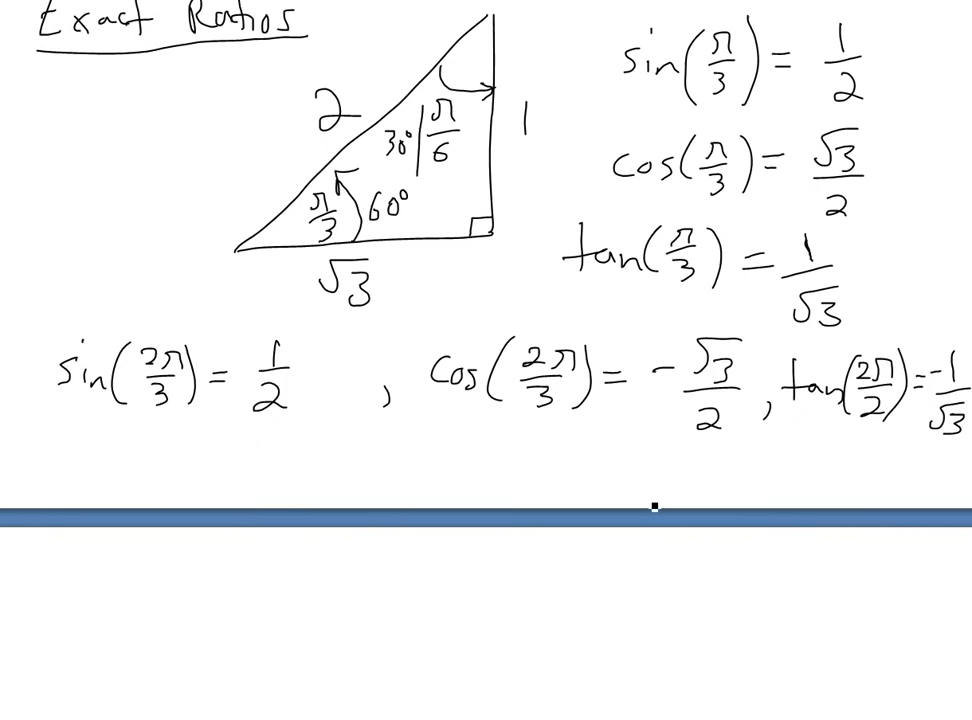 Exact Ratios
sin(π/3) = 1/2
2
30° | π/6
1
cos(π/3) = √3/2
π/3
60°
tan(π/3) = 1/√3
√3
sin(2π/3) = 1/2 , cos(2π/3) = -√3/2 , tan(2π/2) = -1/√3